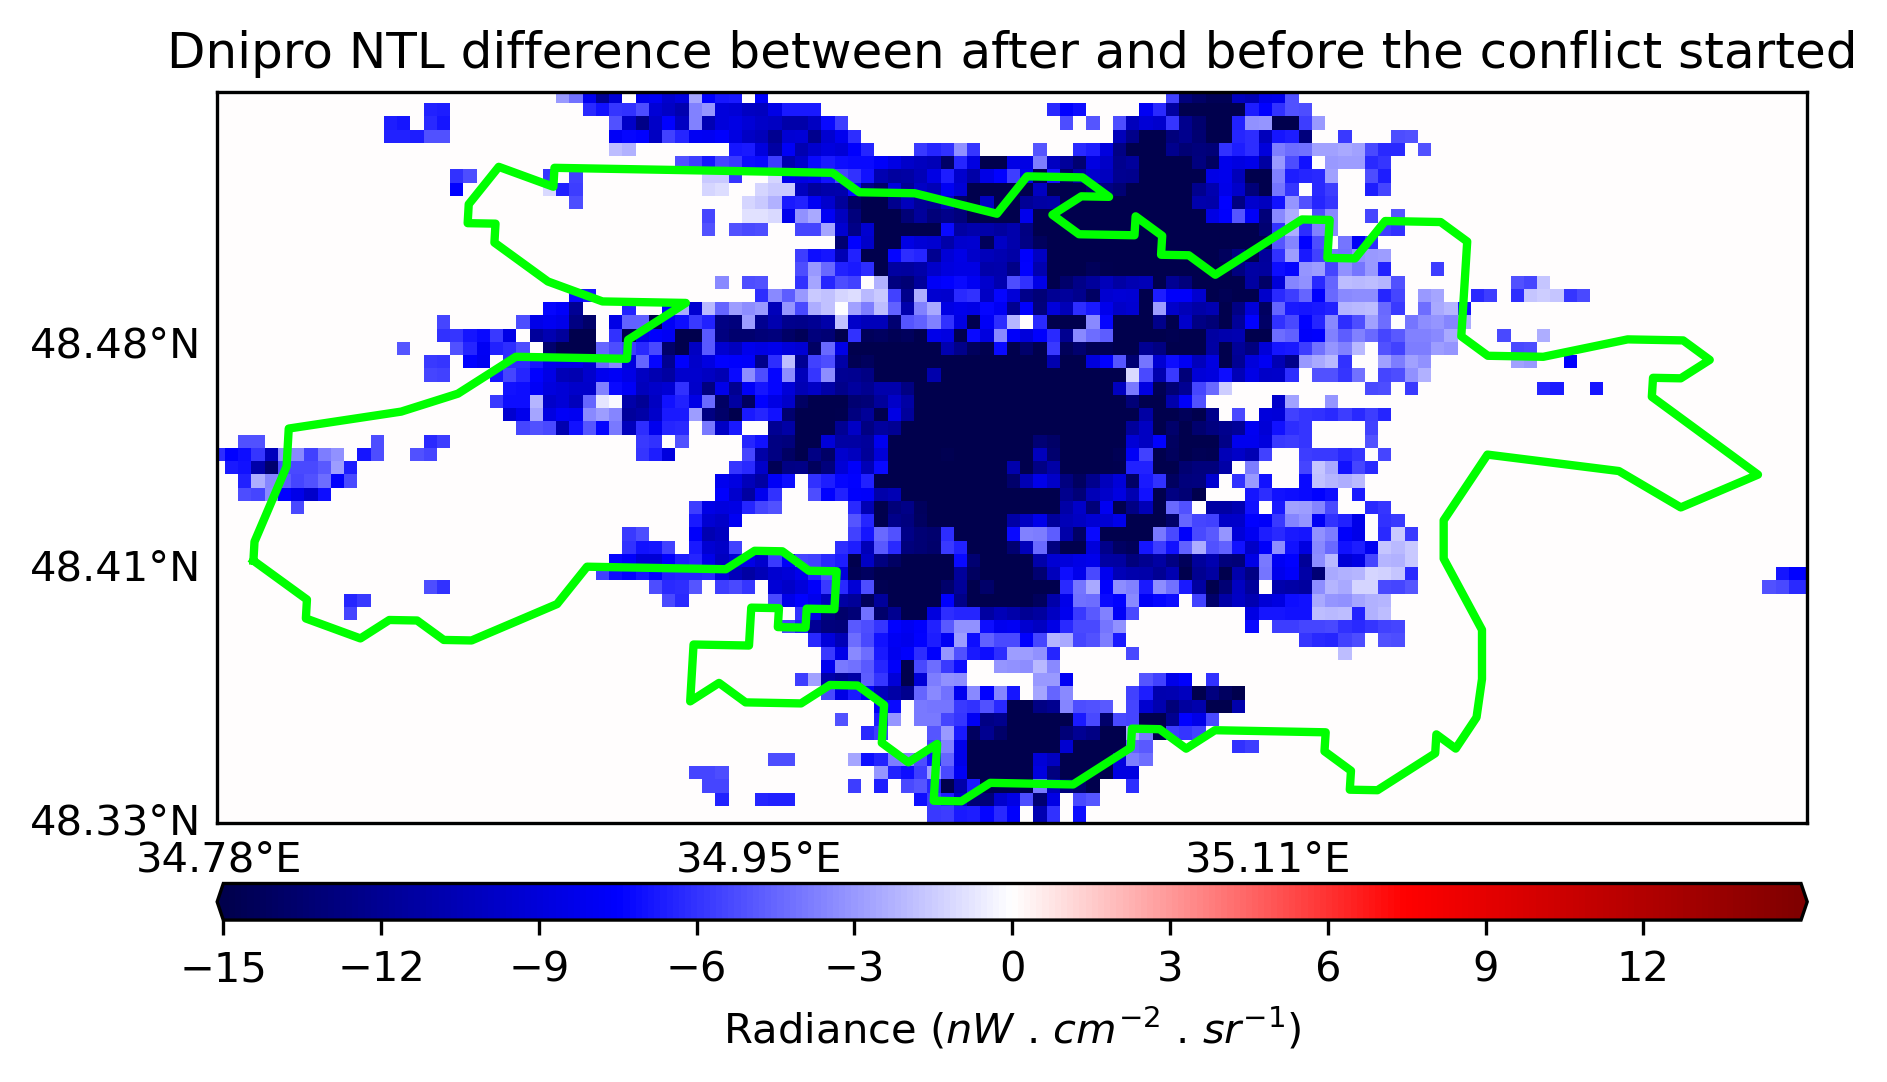 Dnipro NTL difference between after and before the conflict started
48.48°N
48.41°N
48.33°N
34.78°E 34.95°E 35.11°E
−15 −12 −9 −6 −3 0 3 6 9 12
Radiance (nW . cm⁻² . sr⁻¹)